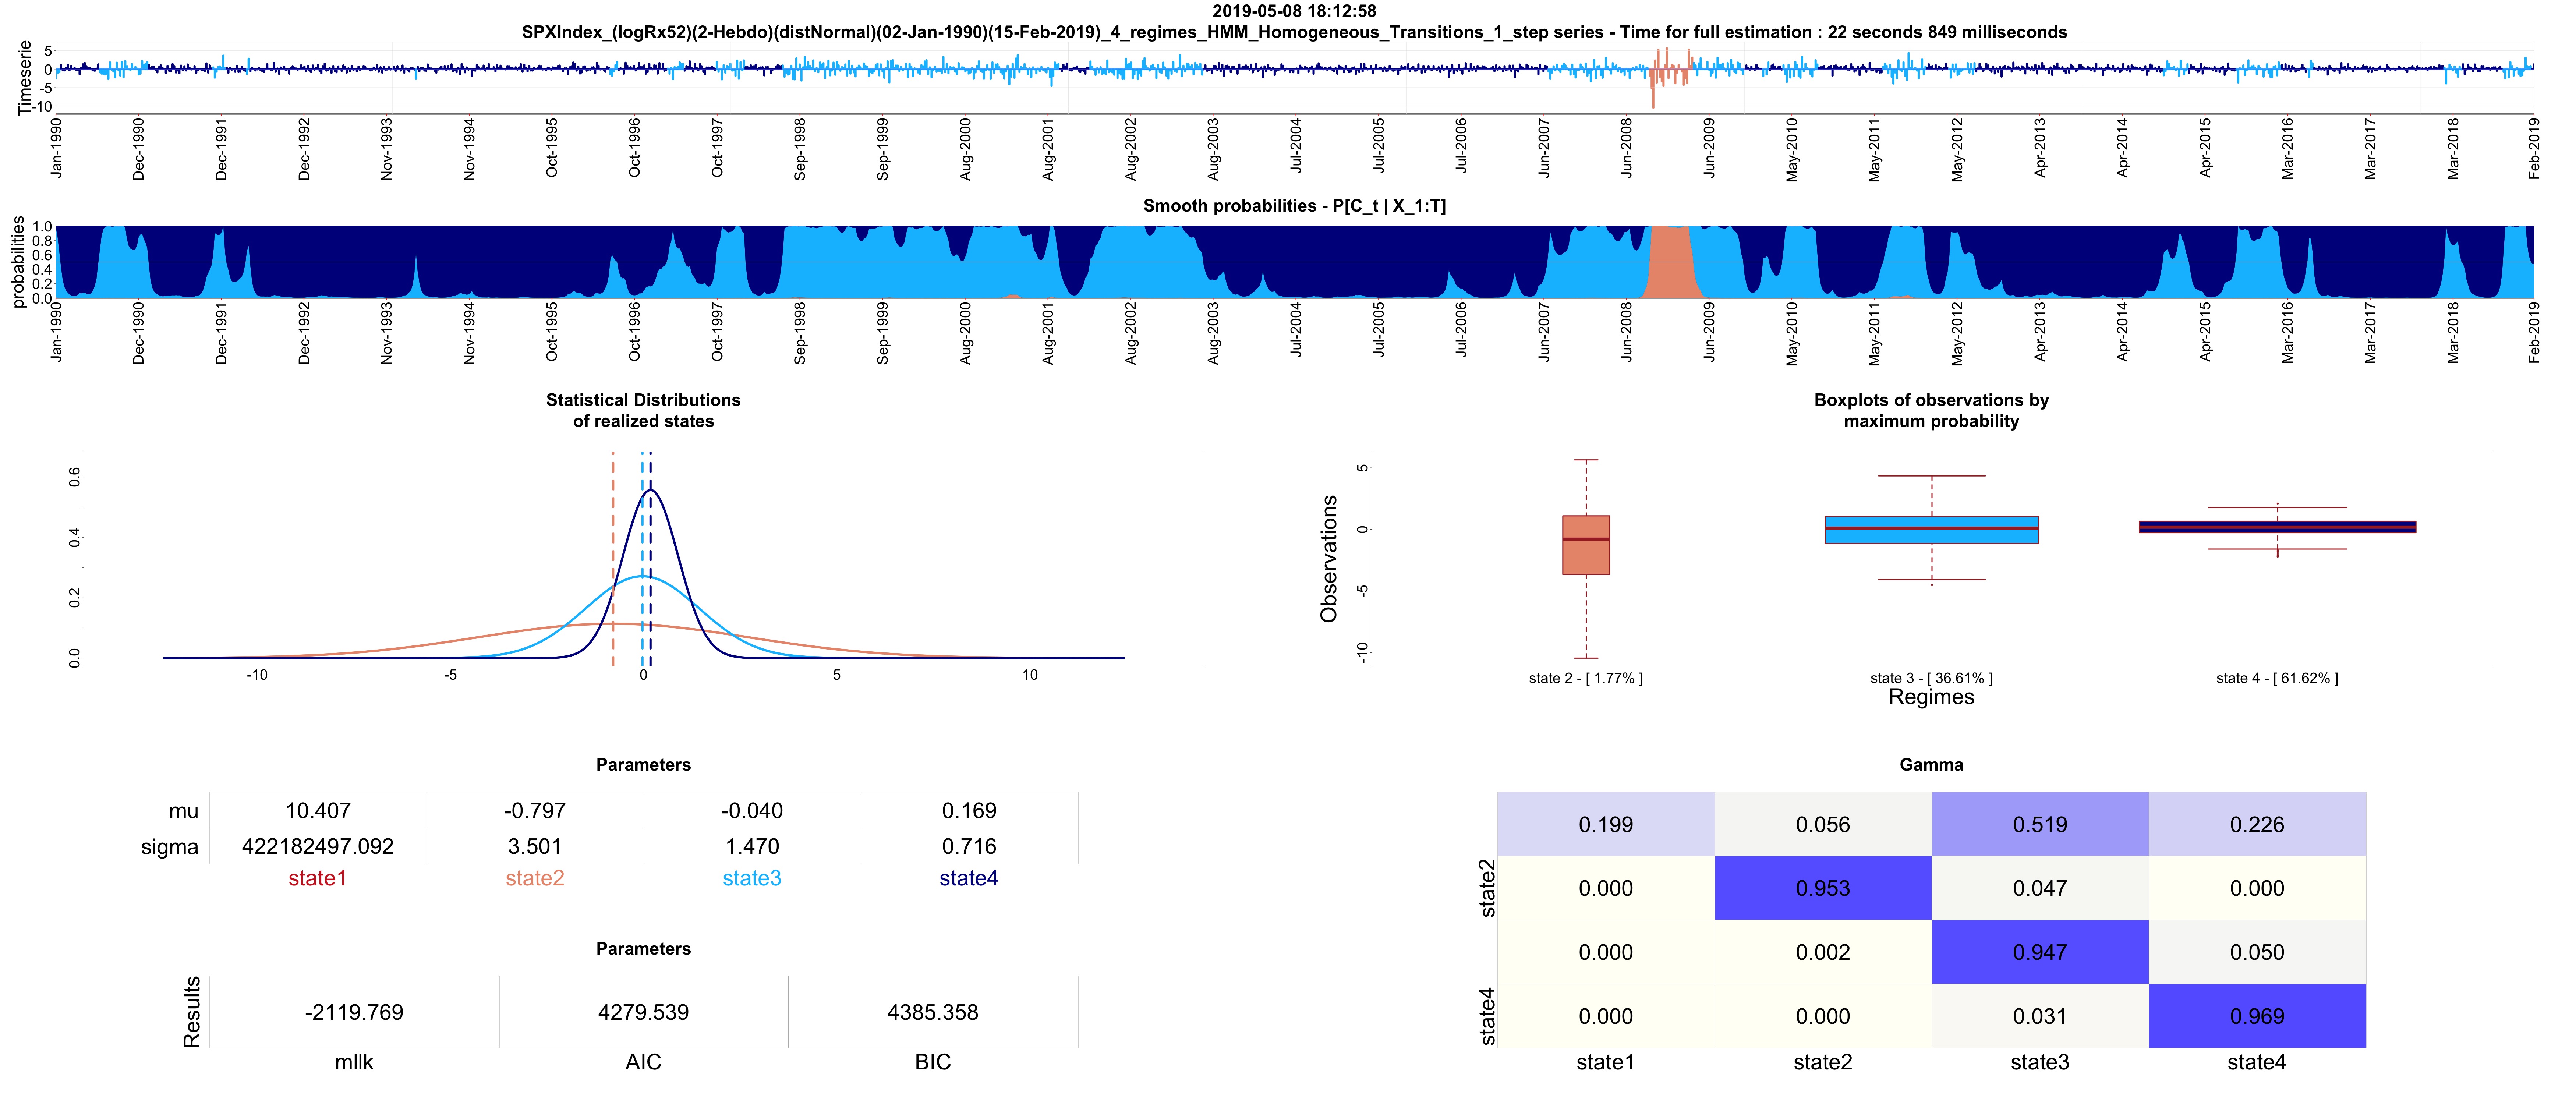 2019-05-08 18:12:58
SPXIndex_(logRx52)(2-Hebdo)(distNormal)(02-Jan-1990)(15-Feb-2019)_4_regimes_HMM_Homogeneous_Transitions_1_step series - Time for full estimation : 22 seconds 849 milliseconds
Timeserie
5
0
-5
-10
Jan-1990 Dec-1990 Dec-1991 Dec-1992 Nov-1993 Nov-1994 Oct-1995 Oct-1996 Oct-1997 Sep-1998 Sep-1999 Aug-2000 Aug-2001 Aug-2002 Aug-2003 Jul-2004 Jul-2005 Jul-2006 Jun-2007 Jun-2008 Jun-2009 May-2010 May-2011 May-2012 Apr-2013 Apr-2014 Apr-2015 Mar-2016 Mar-2017 Mar-2018 Feb-2019
Smooth probabilities - P[C_t | X_1:T]
probabilities
1.0
0.8
0.6
0.4
0.2
0.0
Jan-1990 Dec-1990 Dec-1991 Dec-1992 Nov-1993 Nov-1994 Oct-1995 Oct-1996 Oct-1997 Sep-1998 Sep-1999 Aug-2000 Aug-2001 Aug-2002 Aug-2003 Jul-2004 Jul-2005 Jul-2006 Jun-2007 Jun-2008 Jun-2009 May-2010 May-2011 May-2012 Apr-2013 Apr-2014 Apr-2015 Mar-2016 Mar-2017 Mar-2018 Feb-2019
Statistical Distributions
of realized states
0.6
0.4
0.2
0.0
-10 -5 0 5 10
Boxplots of observations by
maximum probability
Observations
5
0
-5
-10
state 2 - [ 1.77% ] state 3 - [ 36.61% ] state 4 - [ 61.62% ]
Regimes
Parameters
mu 10.407 -0.797 -0.040 0.169
sigma 422182497.092 3.501 1.470 0.716
state1 state2 state3 state4
Parameters
Results
-2119.769 4279.539 4385.358
mllk AIC BIC
Gamma
0.199 0.056 0.519 0.226
state2 0.000 0.953 0.047 0.000
0.000 0.002 0.947 0.050
state4 0.000 0.000 0.031 0.969
state1 state2 state3 state4